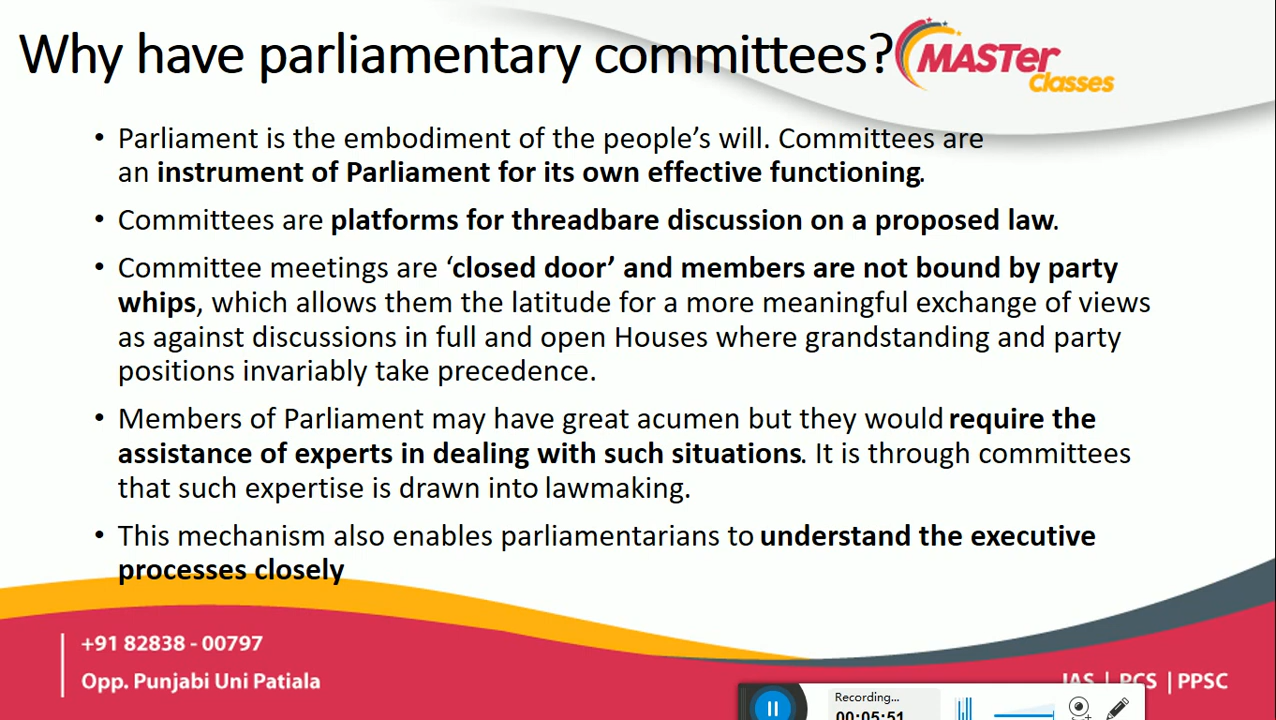 Why have parliamentary committees?
MASTer
Classes
• Parliament is the embodiment of the people’s will. Committees are
an instrument of Parliament for its own effective functioning.
• Committees are platforms for threadbare discussion on a proposed law.
• Committee meetings are ‘closed door’ and members are not bound by party
whips, which allows them the latitude for a more meaningful exchange of views
as against discussions in full and open Houses where grandstanding and party
positions invariably take precedence.
• Members of Parliament may have great acumen but they would require the
assistance of experts in dealing with such situations. It is through committees
that such expertise is drawn into lawmaking.
• This mechanism also enables parliamentarians to understand the executive
processes closely
+91 82838 - 00797
Opp. Punjabi Uni Patiala
IAS | PCS | PPSC
Recording...
00:05:51